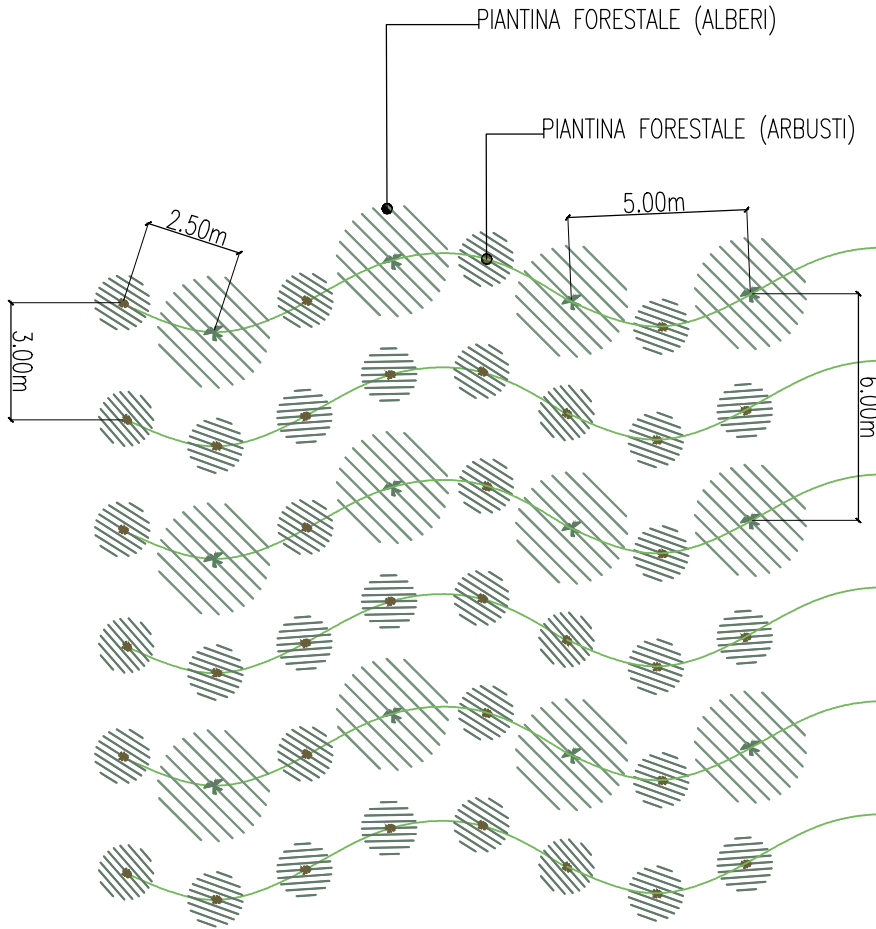 PIANTINA FORESTALE (ALBERI)
PIANTINA FORESTALE (ARBUSTI)
2.50m
5.00m
3.00m
6.00m